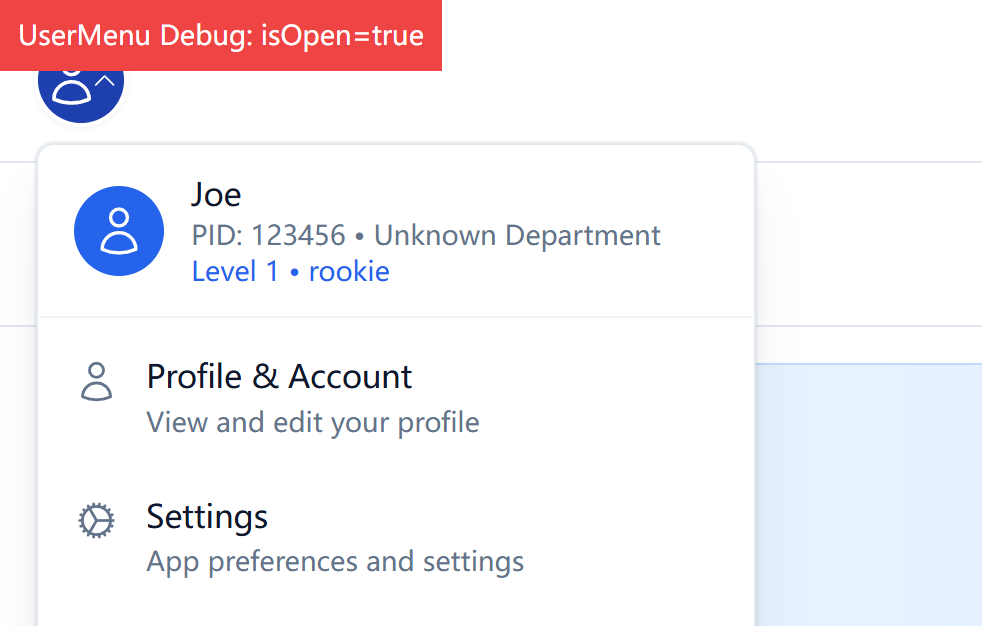 UserMenu Debug: isOpen=true
Joe
PID: 123456 • Unknown Department
Level 1 • rookie
Profile & Account
View and edit your profile
Settings
App preferences and settings